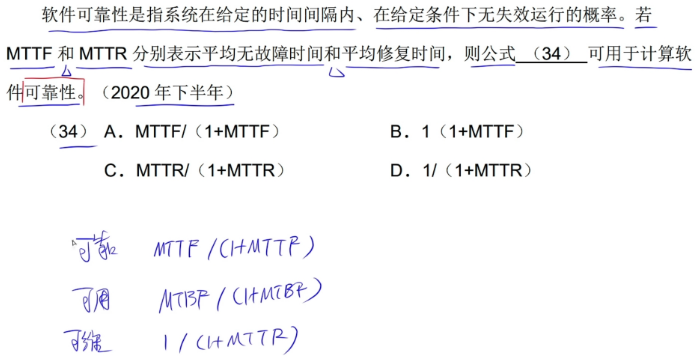 软件可靠性是指系统在给定的时间间隔内、在给定条件下无失效运行的概率。若
MTTF 和 MTTR 分别表示平均无故障时间和平均修复时间，则公式 （34） 可用于计算软
件可靠性。（2020 年下半年）
（34） A．MTTF/（1+MTTF） B．1（1+MTTF）
C．MTTR/（1+MTTR） D．1/（1+MTTR）
可靠 MTTF/(1+MTTF)
可用 MTBF/(1+MTBF)
可维 1/(1+MTTR)